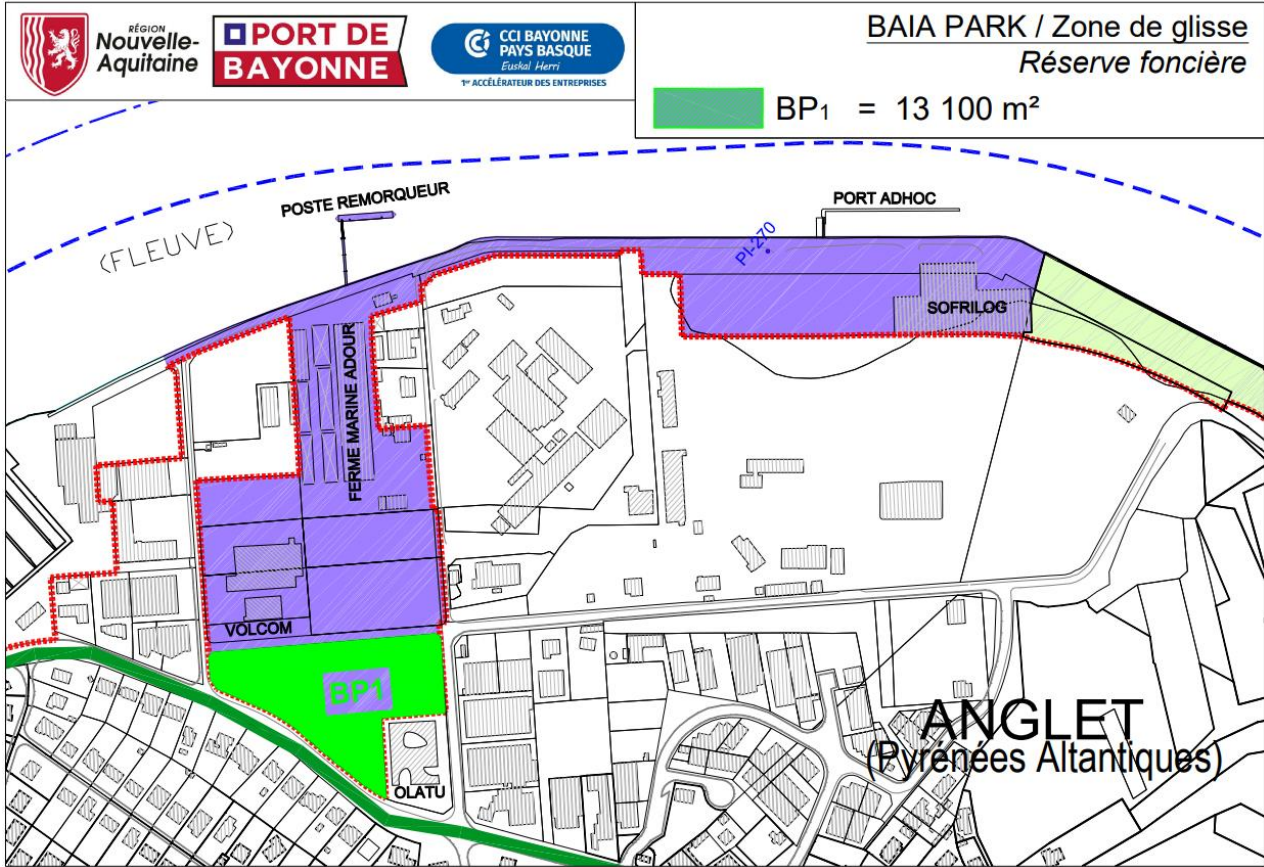 RÉGION
Nouvelle-
Aquitaine
PORT DE
BAYONNE
CCI BAYONNE
PAYS BASQUE
Euskal Herri
1er ACCÉLÉRATEUR DES ENTREPRISES
BAIA PARK / Zone de glisse
Réserve foncière
BP1 = 13 100 m²
POSTE REMORQUEUR
PORT ADHOC
(FLEUVE)
PI-270
SOFRILOG
FERME MARINE ADOUR
VOLCOM
BP1
OLATU
ANGLET
(Pyrénées Altantiques)